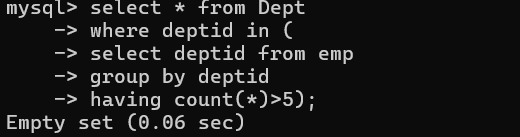 mysql> select * from Dept
    -> where deptid in (
    -> select deptid from emp
    -> group by deptid
    -> having count(*)>5);
Empty set (0.06 sec)